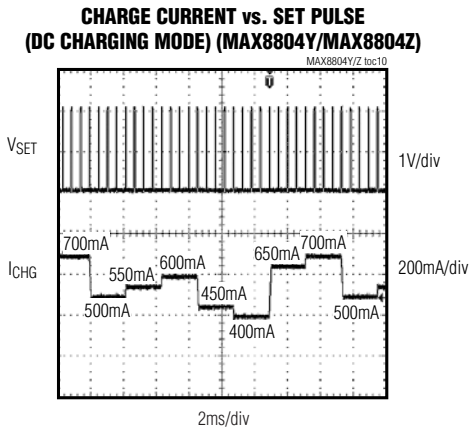 CHARGE CURRENT vs. SET PULSE
(DC CHARGING MODE) (MAX8804Y/MAX8804Z)
MAX8804Y/Z toc10
T
VSET
1V/div
700mA
500mA
550mA
600mA
450mA
400mA
650mA
700mA
500mA
ICHG
200mA/div
2ms/div